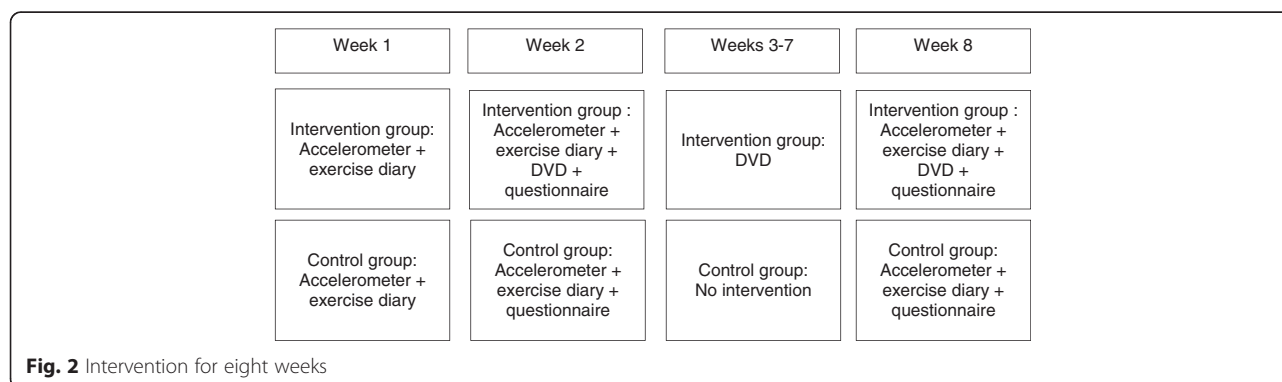 Week 1
Week 2
Weeks 3-7
Week 8
Intervention group:
Accelerometer +
exercise diary
Intervention group :
Accelerometer +
exercise diary +
DVD +
questionnaire
Intervention group:
DVD
Intervention group :
Accelerometer +
exercise diary +
DVD +
questionnaire
Control group:
Accelerometer +
exercise diary
Control group:
Accelerometer +
exercise diary +
questionnaire
Control group:
No intervention
Control group:
Accelerometer +
exercise diary +
questionnaire
Fig. 2 Intervention for eight weeks